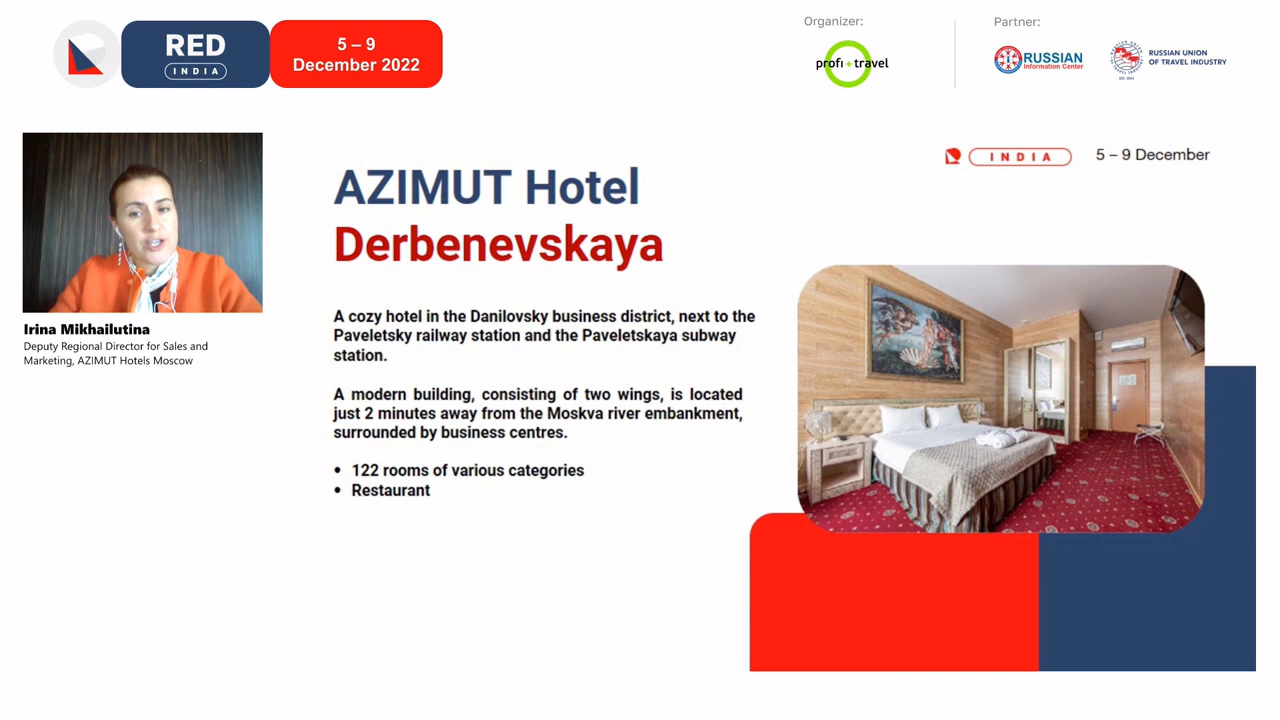 RED
INDIA
5 – 9
December 2022
Organizer:
profi + travel
Partner:
RUSSIAN
Information Center
RUSSIAN UNION
OF TRAVEL INDUSTRY
Irina Mikhailutina
Deputy Regional Director for Sales and
Marketing, AZIMUT Hotels Moscow
INDIA
5 – 9 December
AZIMUT Hotel
Derbenevskaya
A cozy hotel in the Danilovsky business district, next to the
Paveletsky railway station and the Paveletskaya subway
station.
A modern building, consisting of two wings, is located
just 2 minutes away from the Moskva river embankment,
surrounded by business centres.
• 122 rooms of various categories
• Restaurant